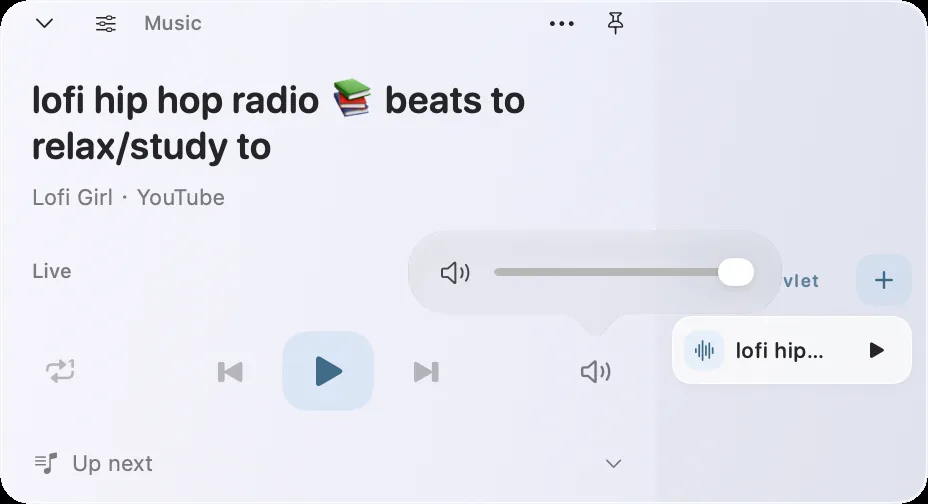 Music
lofi hip hop radio 📚 beats to
relax/study to
Lofi Girl · YouTube
Live
vlet
lofi hip...
Up next